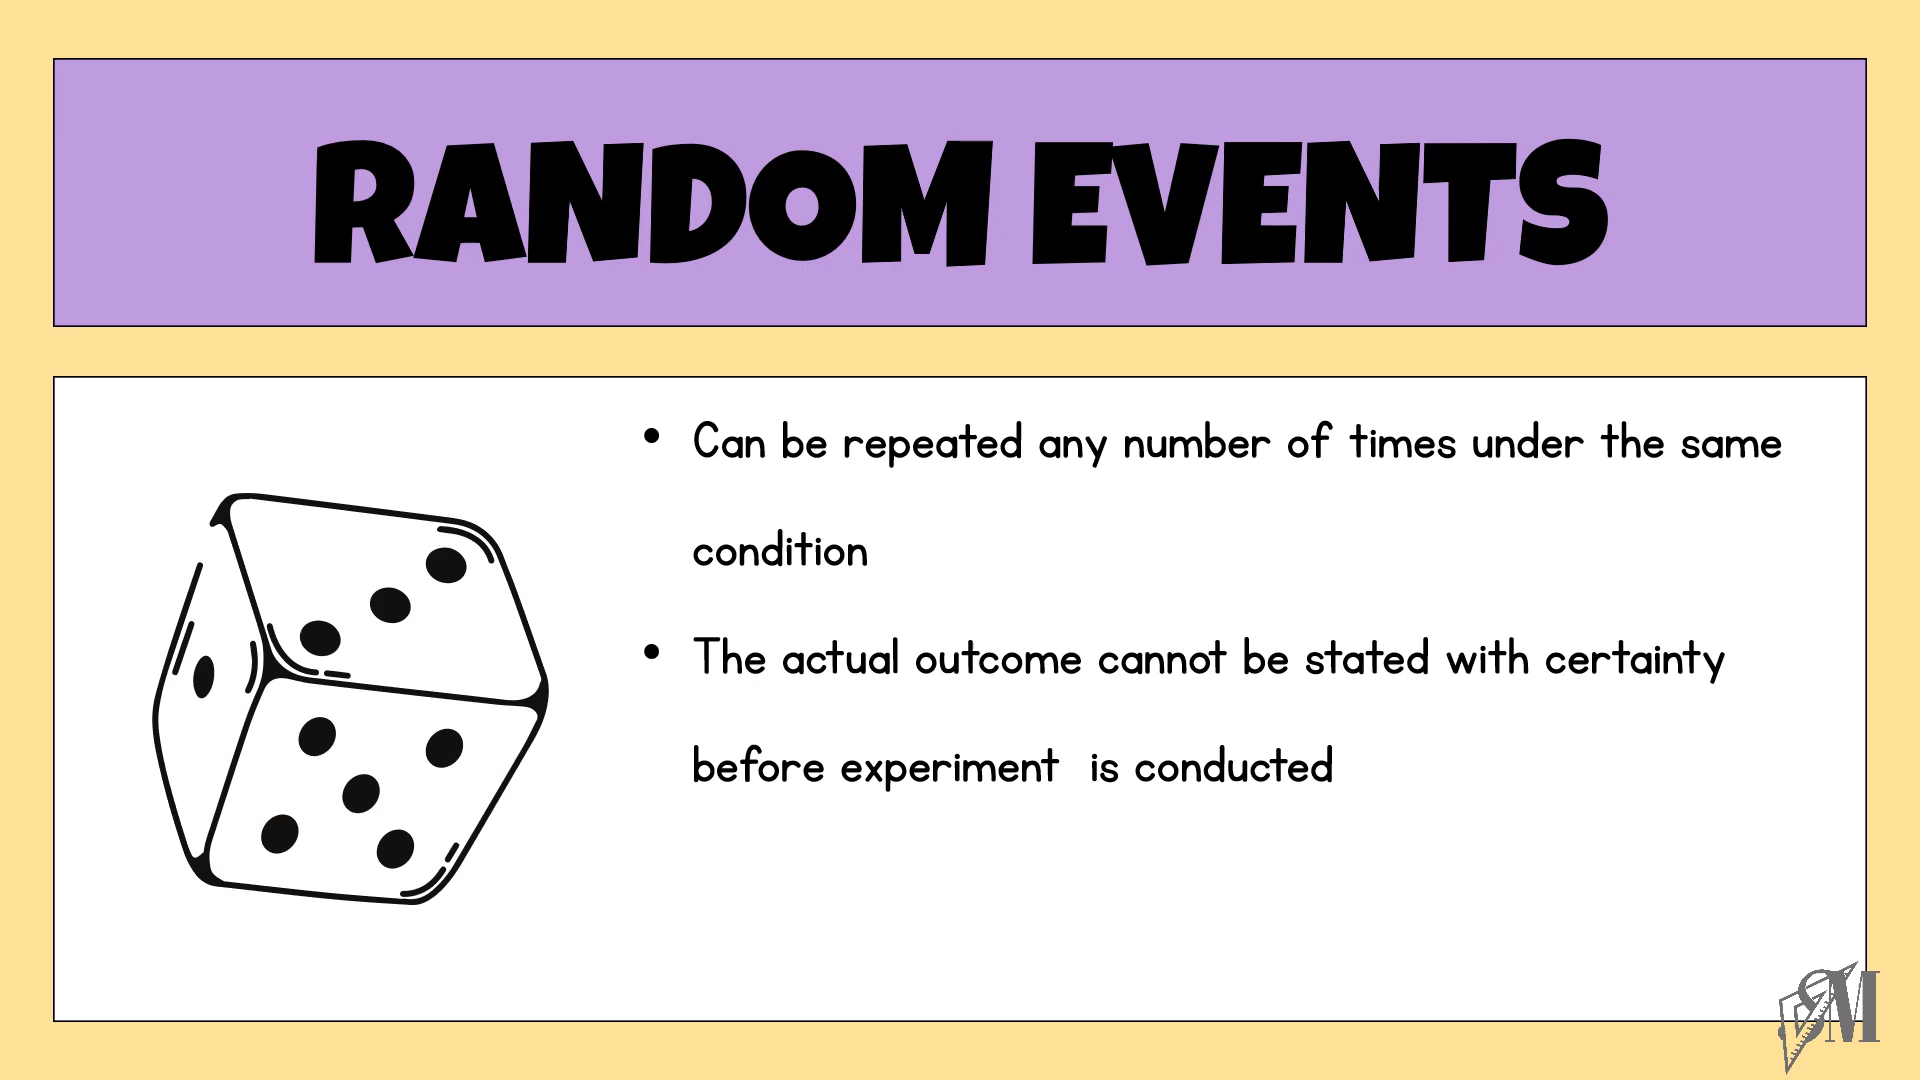 RANDOM EVENTS
• Can be repeated any number of times under the same
condition
• The actual outcome cannot be stated with certainty
before experiment  is conducted
SM